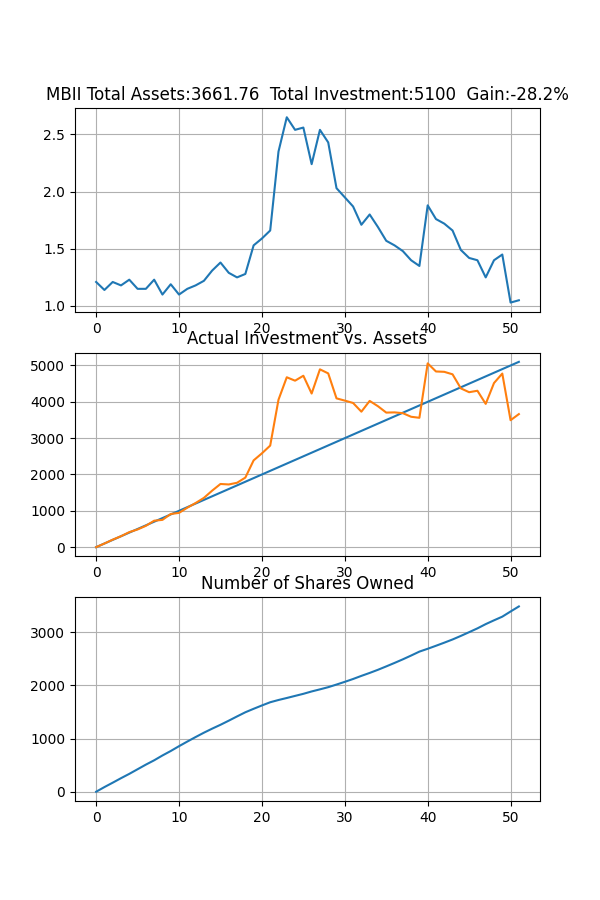 MBII Total Assets:3661.76  Total Investment:5100  Gain:-28.2%
2.5
2.0
1.5
1.0
0 10 20 30 40 50
Actual Investment vs. Assets
5000
4000
3000
2000
1000
0
0 10 20 30 40 50
Number of Shares Owned
3000
2000
1000
0
0 10 20 30 40 50